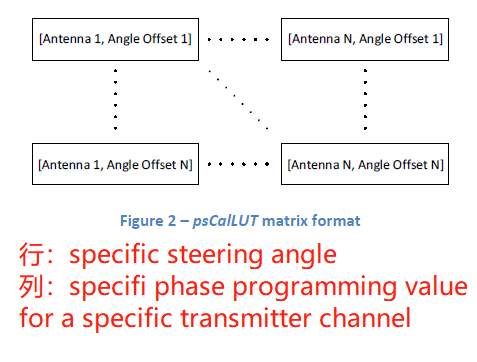 [Antenna 1, Angle Offset 1] [Antenna N, Angle Offset 1]
[Antenna 1, Angle Offset N] [Antenna N, Angle Offset N]
Figure 2 – psCalLUT matrix format
行：specific steering angle
列：specifi phase programming value
for a specific transmitter channel